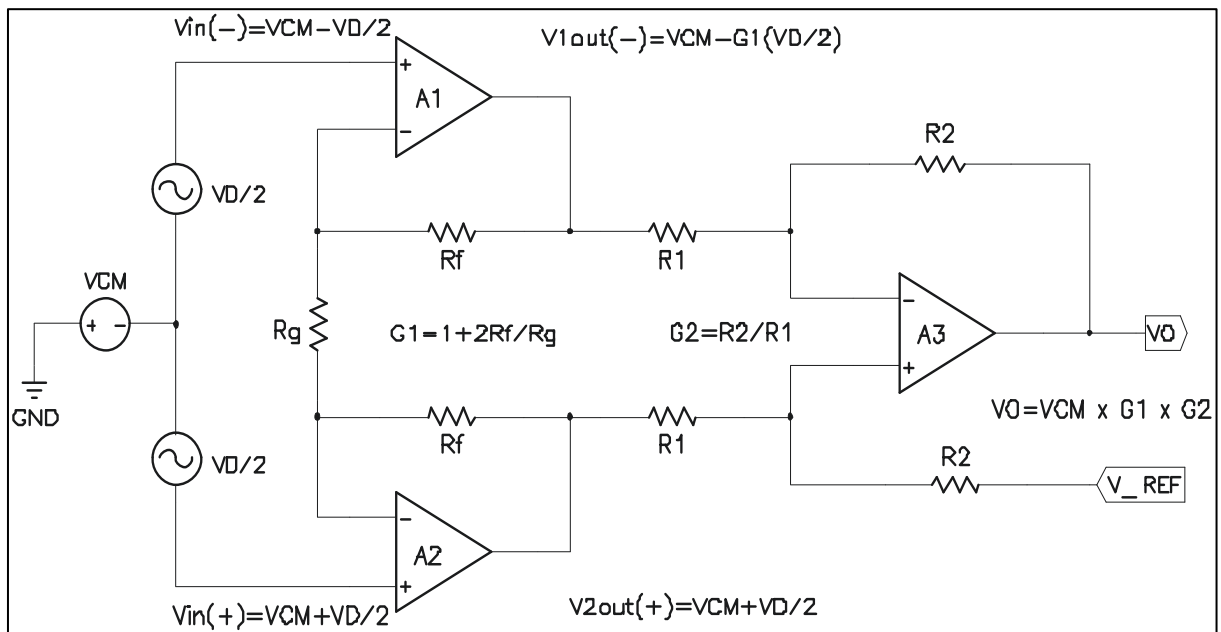 Vin(-)=VCM-VD/2
V1out(-)=VCM-G1(VD/2)
+
A1
-
R2
VD/2
Rf
R1
VCM
+ -
Rg
G1=1+2Rf/Rg
G2=R2/R1
-
A3
+
VO
GND
VO=VCM x G1 x G2
Rf
R1
VD/2
R2
V_REF
-
A2
+
Vin(+)=VCM+VD/2
V2out(+)=VCM+VD/2